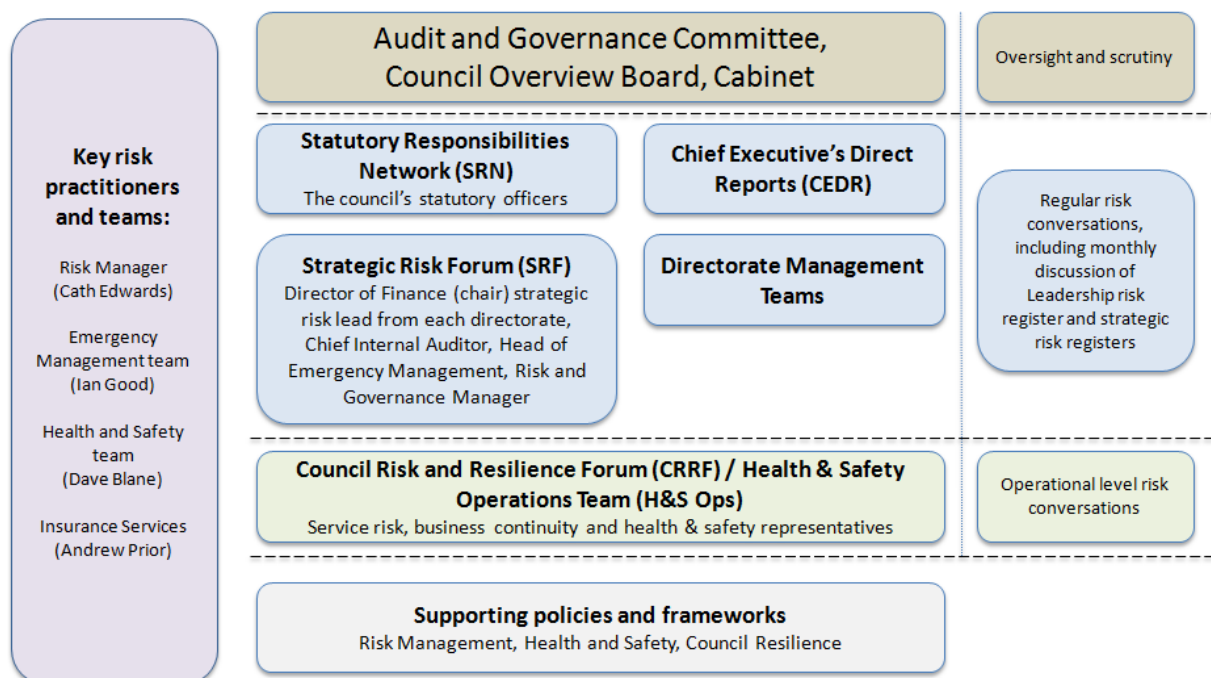 Key risk
practitioners
and teams:
Risk Manager
(Cath Edwards)
Emergency
Management team
(Ian Good)
Health and Safety
team
(Dave Blane)
Insurance Services
(Andrew Prior)
Audit and Governance Committee,
Council Overview Board, Cabinet
Oversight and scrutiny
Statutory Responsibilities
Network (SRN)
The council's statutory officers
Chief Executive's Direct
Reports (CEDR)
Strategic Risk Forum (SRF)
Director of Finance (chair) strategic
risk lead from each directorate,
Chief Internal Auditor, Head of
Emergency Management, Risk and
Governance Manager
Directorate Management
Teams
Regular risk
conversations,
including monthly
discussion of
Leadership risk
register and strategic
risk registers
Council Risk and Resilience Forum (CRRF) / Health & Safety
Operations Team (H&S Ops)
Service risk, business continuity and health & safety representatives
Operational level risk
conversations
Supporting policies and frameworks
Risk Management, Health and Safety, Council Resilience